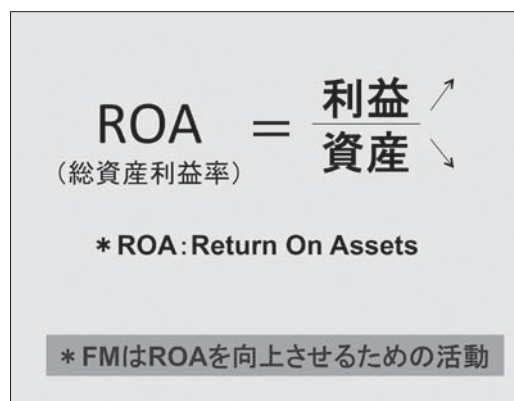 ROA = 利益 ↗
(総資産利益率) 資産 ↘
＊ROA：Return On Assets
＊FMはROAを向上させるための活動